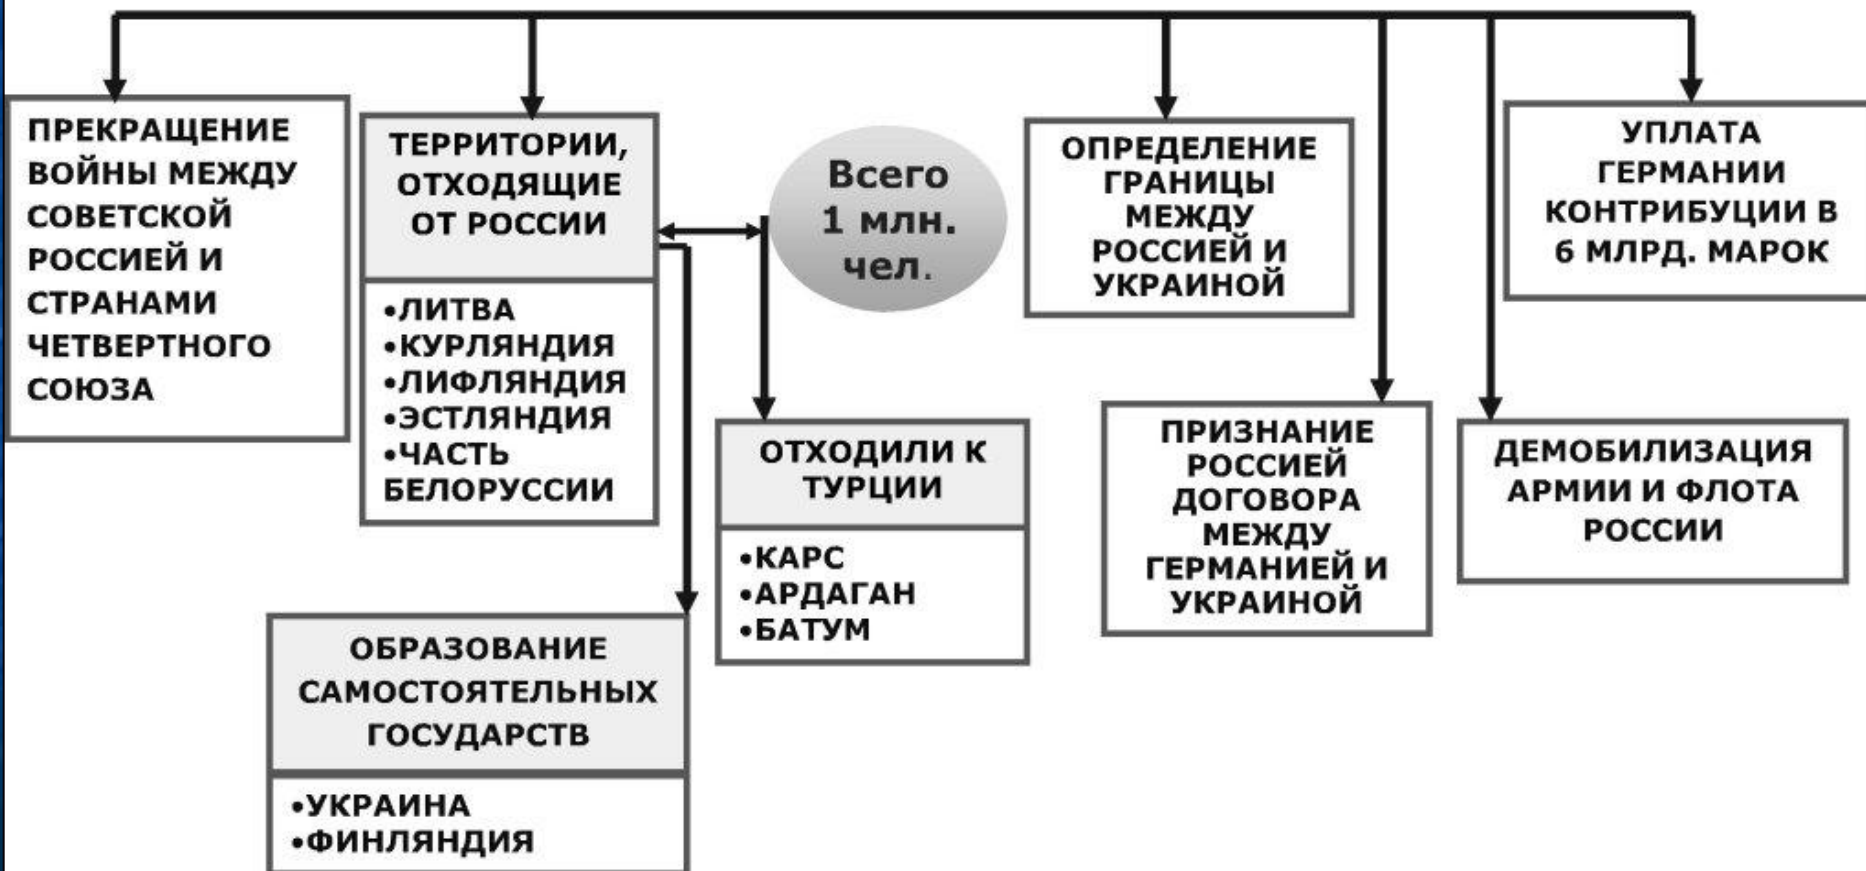 ПРЕКРАЩЕНИЕ
ВОЙНЫ МЕЖДУ
СОВЕТСКОЙ
РОССИЕЙ И
СТРАНАМИ
ЧЕТВЕРТНОГО
СОЮЗА
ТЕРРИТОРИИ,
ОТХОДЯЩИЕ
ОТ РОССИИ
•ЛИТВА
•КУРЛЯНДИЯ
•ЛИФЛЯНДИЯ
•ЭСТЛЯНДИЯ
•ЧАСТЬ
БЕЛОРУССИИ
Всего
1 млн.
чел.
ОПРЕДЕЛЕНИЕ
ГРАНИЦЫ
МЕЖДУ
РОССИЕЙ И
УКРАИНОЙ
УПЛАТА
ГЕРМАНИИ
КОНТРИБУЦИИ В
6 МЛРД. МАРОК
ОТХОДИЛИ К
ТУРЦИИ
•КАРС
•АРДАГАН
•БАТУМ
ПРИЗНАНИЕ
РОССИЕЙ
ДОГОВОРА
МЕЖДУ
ГЕРМАНИЕЙ И
УКРАИНОЙ
ДЕМОБИЛИЗАЦИЯ
АРМИИ И ФЛОТА
РОССИИ
ОБРАЗОВАНИЕ
САМОСТОЯТЕЛЬНЫХ
ГОСУДАРСТВ
•УКРАИНА
•ФИНЛЯНДИЯ